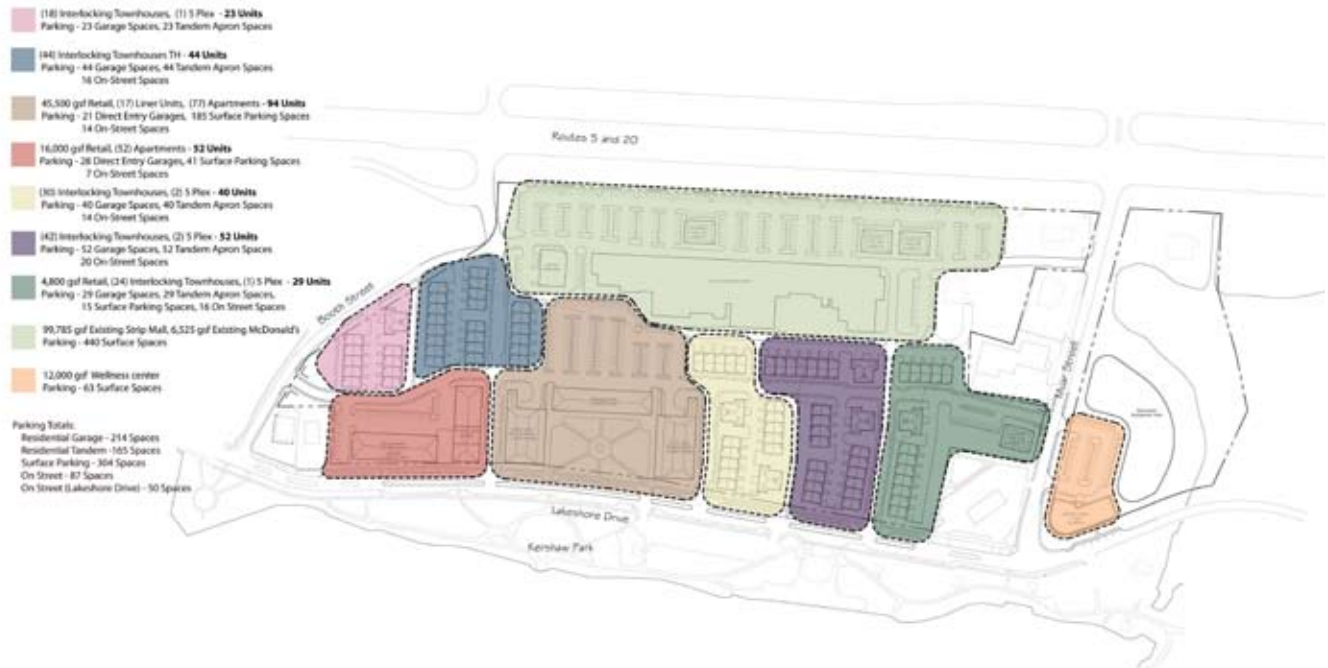 (18) Interlocking Townhouses, (1) 5 Plex - 23 Units
Parking - 23 Garage Spaces, 23 Tandem Apron Spaces
(44) Interlocking Townhouses TH - 44 Units
Parking - 44 Garage Spaces, 44 Tandem Apron Spaces
16 On-Street Spaces
45,500 gsf Retail, (17) Liner Units, (77) Apartments - 94 Units
Parking - 21 Direct Entry Garages, 185 Surface Parking Spaces
14 On-Street Spaces
16,000 gsf Retail, (52) Apartments - 52 Units
Parking - 28 Direct Entry Garages, 41 Surface Parking Spaces
7 On-Street Spaces
(30) Interlocking Townhouses, (2) 5 Plex - 40 Units
Parking - 40 Garage Spaces, 40 Tandem Apron Spaces
14 On-Street Spaces
(42) Interlocking Townhouses, (2) 5 Plex - 52 Units
Parking - 52 Garage Spaces, 52 Tandem Apron Spaces
20 On-Street Spaces
4,800 gsf Retail, (24) Interlocking Townhouses, (1) 5 Plex - 29 Units
Parking - 29 Garage Spaces, 29 Tandem Apron Spaces,
15 Surface Parking Spaces, 16 On Street Spaces
99,785 gsf Existing Strip Mall, 6,525 gsf Existing McDonald's
Parking - 440 Surface Spaces
12,000 gsf Wellness center
Parking - 63 Surface Spaces
Parking Totals:
Residential Garage - 214 Spaces
Residential Tandem -165 Spaces
Surface Parking - 304 Spaces
On Street - 87 Spaces
On Street (Lakeshore Drive) - 50 Spaces
Routes 5 and 20
Booth Street
Muar Street
Lakeshore Drive
Kershaw Park